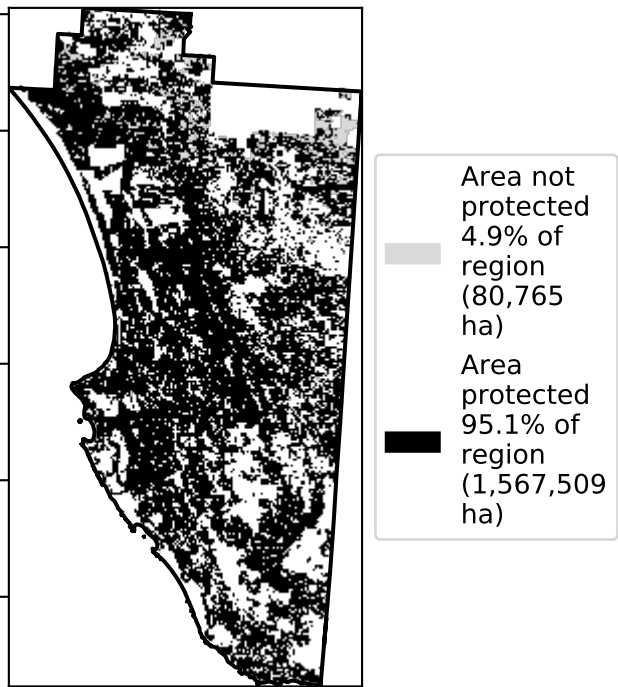 Area not
protected
4.9% of
region
(80,765
ha)
Area
protected
95.1% of
region
(1,567,509
ha)